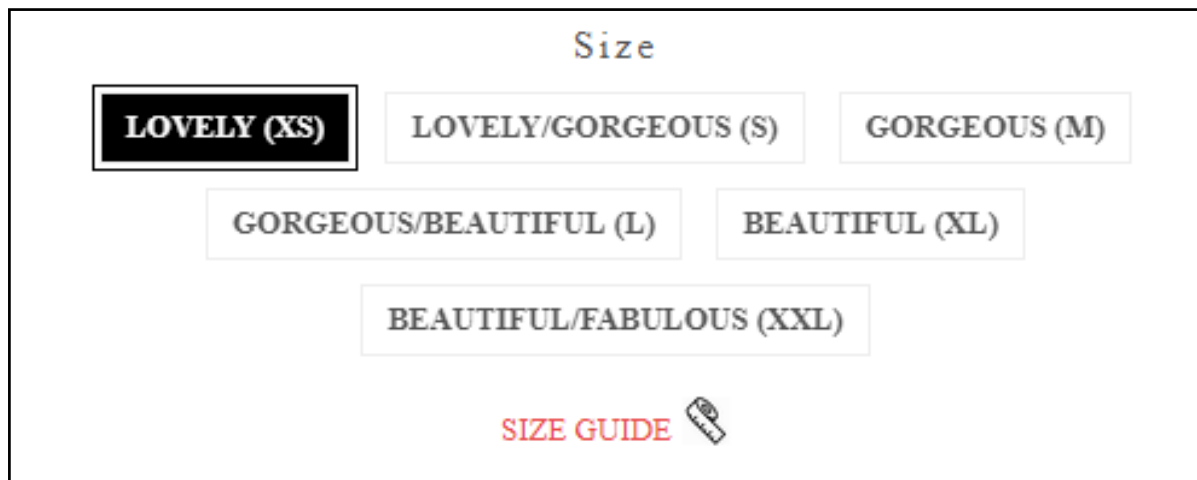 Size
LOVELY (XS) LOVELY/GORGEOUS (S) GORGEOUS (M)
GORGEOUS/BEAUTIFUL (L) BEAUTIFUL (XL)
BEAUTIFUL/FABULOUS (XXL)
SIZE GUIDE